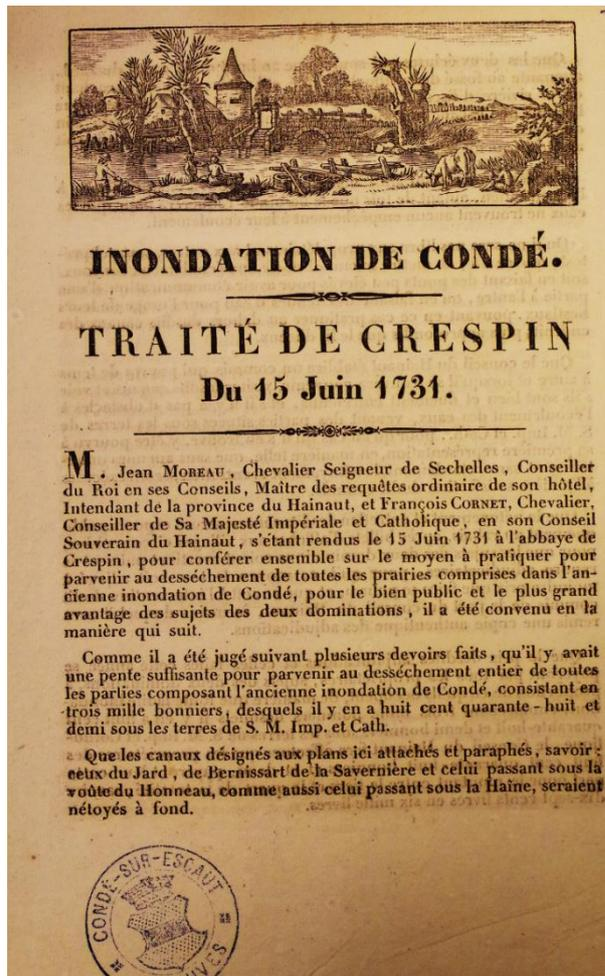 INONDATION DE CONDÉ.
TRAITÉ DE CRESPIN
Du 15 Juin 1731.
M. Jean MOREAU, Chevalier Seigneur de Sechelles, Conseiller
du Roi en ses Conseils, Maître des requêtes ordinaire de son hôtel,
Intendant de la province du Hainaut, et François CORNET, Chevalier,
Conseiller de Sa Majesté Impériale et Catholique, en son Conseil
Souverain du Hainaut, s'étant rendus le 15 Juin 1731 à l'abbaye de
Crespin, pour conférer ensemble sur le moyen à pratiquer pour
parvenir au desséchement de toutes les prairies comprises dans l'an-
cienne inondation de Condé, pour le bien public et le plus grand
avantage des sujets des deux dominations, il a été convenu en la
manière qui suit.
Comme il a été jugé suivant plusieurs devoirs faits, qu'il y avait
une pente suffisante pour parvenir au desséchement entier de toutes
les parties composant l'ancienne inondation de Condé, consistant en
trois mille bonniers, desquels il y en a huit cent quarante-huit et
demi sous les terres de S. M. Imp. et Cath.
Que les canaux désignés aux plans ici attachés et paraphés, savoir :
ceux du Jard, de Bernissart de la Savernière et celui passant sous la
voûte du Honneau, comme aussi celui passant sous la Haîne, seraient
nétoyés à fond.
CONDÉ-SUR-ESCAUT